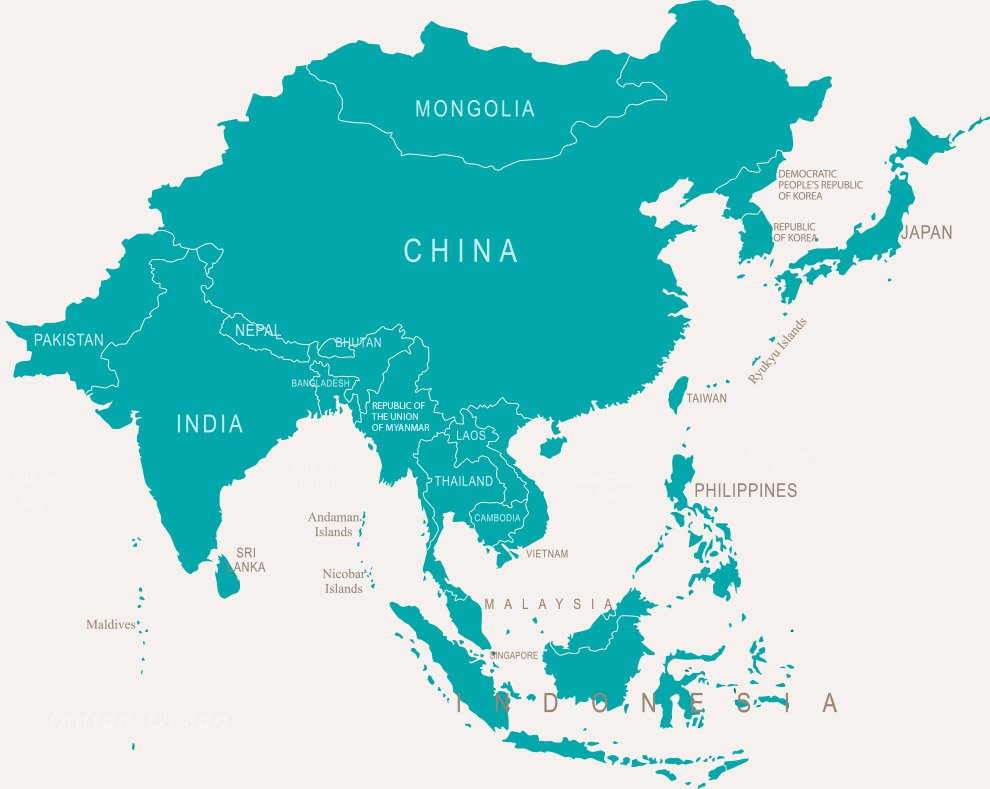 MONGOLIA
DEMOCRATIC
PEOPLE'S REPUBLIC
OF KOREA
REPUBLIC
OF KOREA
JAPAN
CHINA
PAKISTAN
NEPAL
BHUTAN
Ryukyu Islands
BANGLADESH
TAIWAN
REPUBLIC OF
THE UNION
OF MYANMAR
INDIA
LAOS
Philippine
Sea
Bay of
Bengal
Arabian
Sea
THAILAND
South China
Sea
PHILIPPINES
CAMBODIA
Andaman
Islands
SRI
LANKA
VIETNAM
Nicobar
Islands
MALAYSIA
Maldives
SINGAPORE
INDONESIA
Indian Ocean